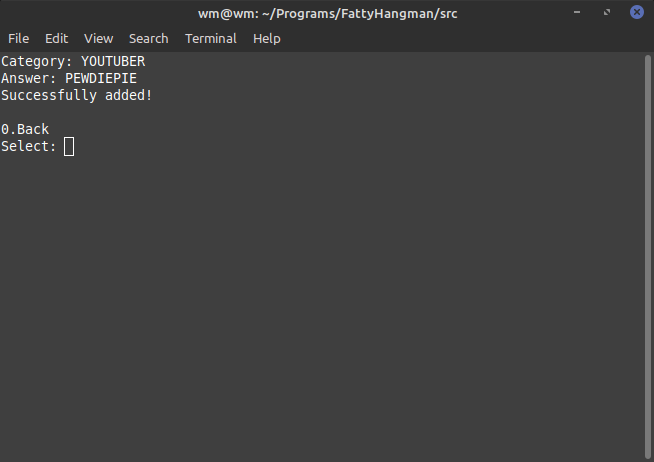 wm@wm: ~/Programs/FattyHangman/src
File Edit View Search Terminal Help
Category: YOUTUBER
Answer: PEWDIEPIE
Successfully added!
0.Back
Select: